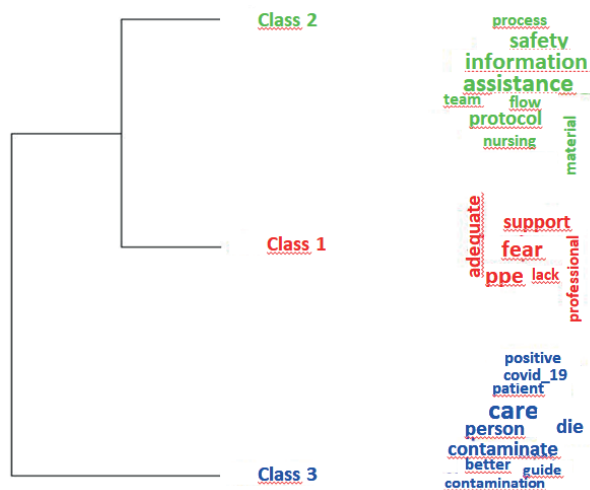 Class 2
process
safety
information
assistance
team flow
protocol
nursing
material
Class 1
adequate
support
fear
ppe lack
professional
positive
covid_19
patient
care
person die
contaminate
better guide
Class 3
contamination